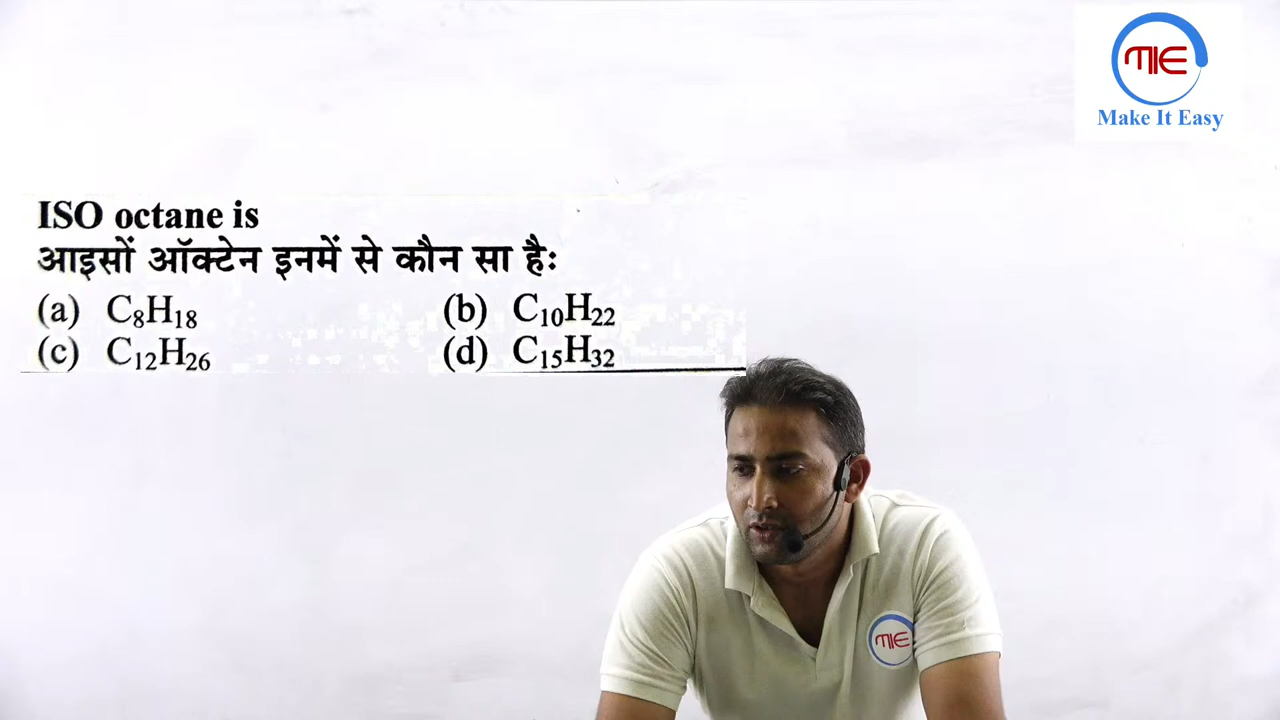 MIE
Make It Easy
ISO octane is
आइसों ऑक्टेन इनमें से कौन सा हैः
(a) C₈H₁₈ (b) C₁₀H₂₂
(c) C₁₂H₂₆ (d) C₁₅H₃₂
MIE